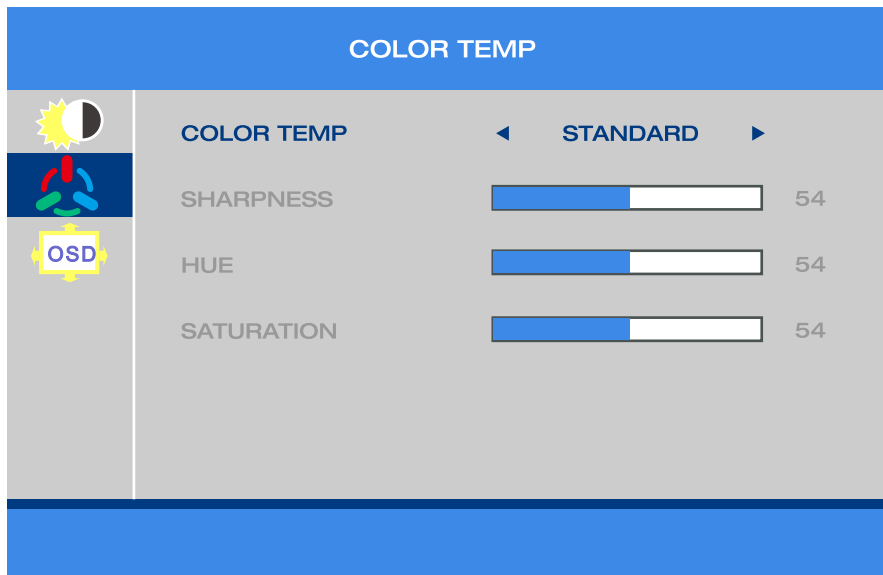 COLOR TEMP
COLOR TEMP ◀ STANDARD ▶
SHARPNESS 54
OSD
HUE 54
SATURATION 54